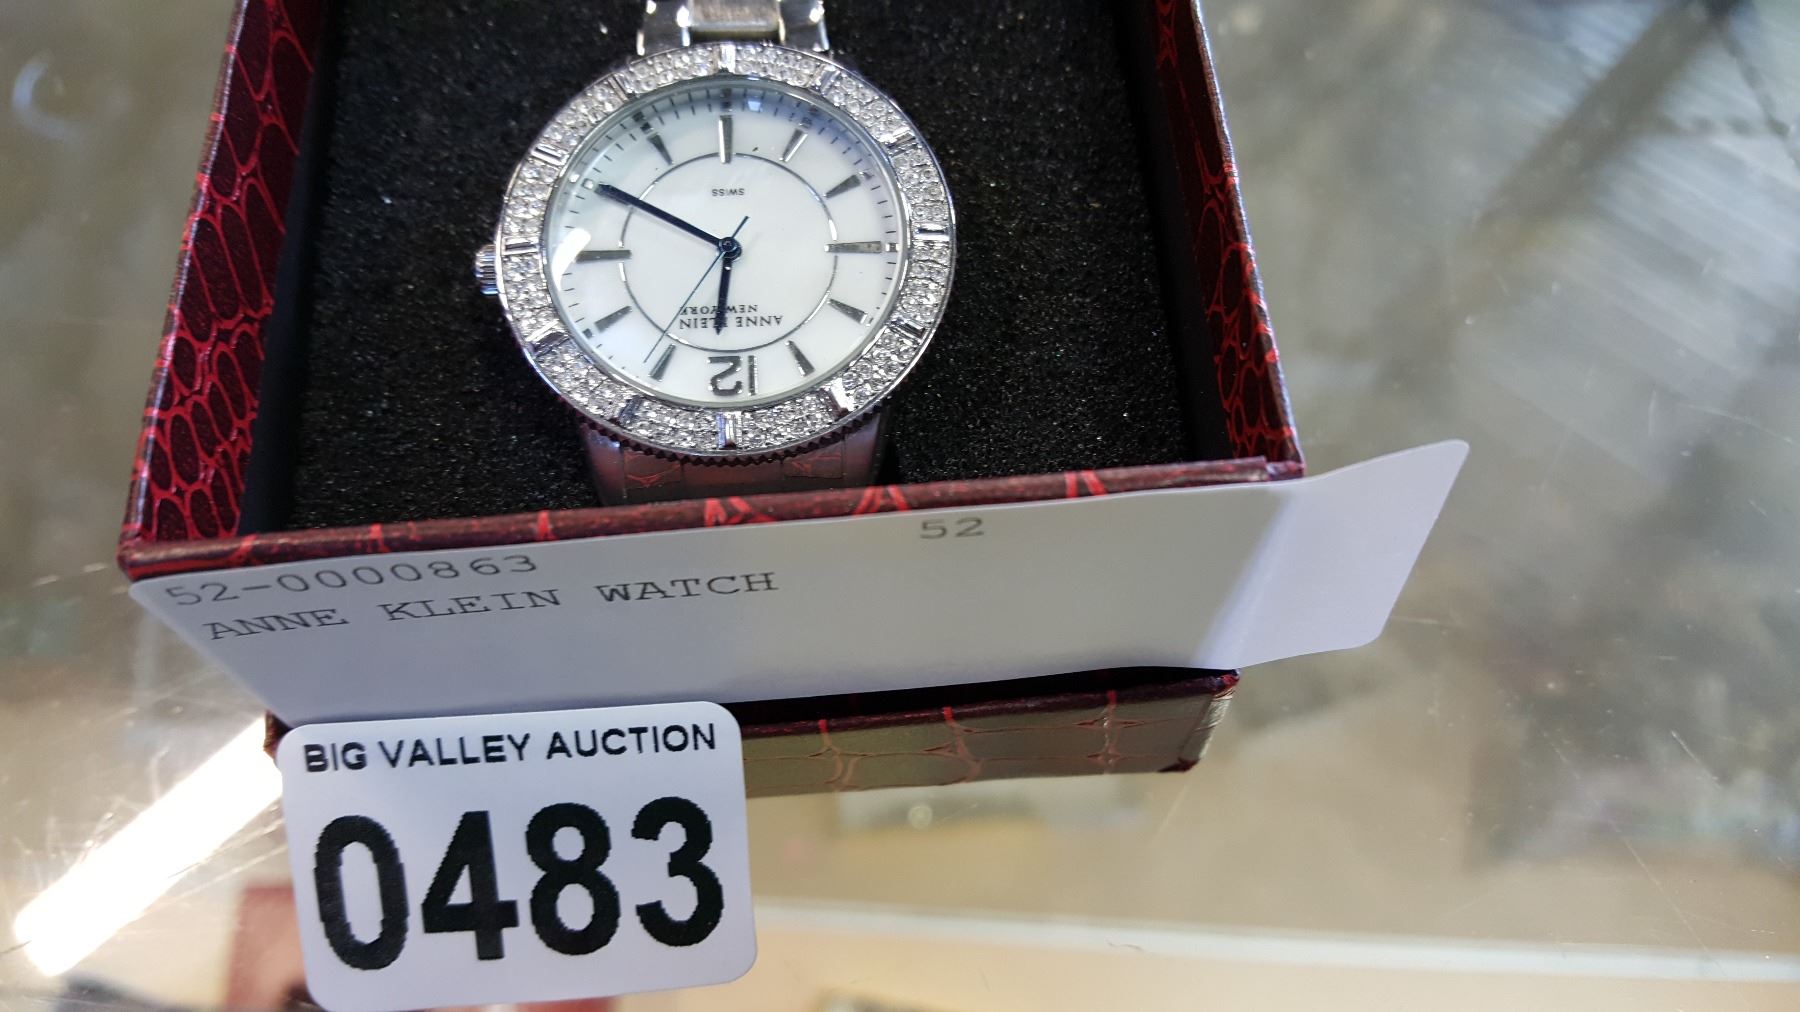 SWISS
ANNE KLEIN
NEW YORK
12
52-0000863 52
ANNE KLEIN WATCH
BIG VALLEY AUCTION
0483